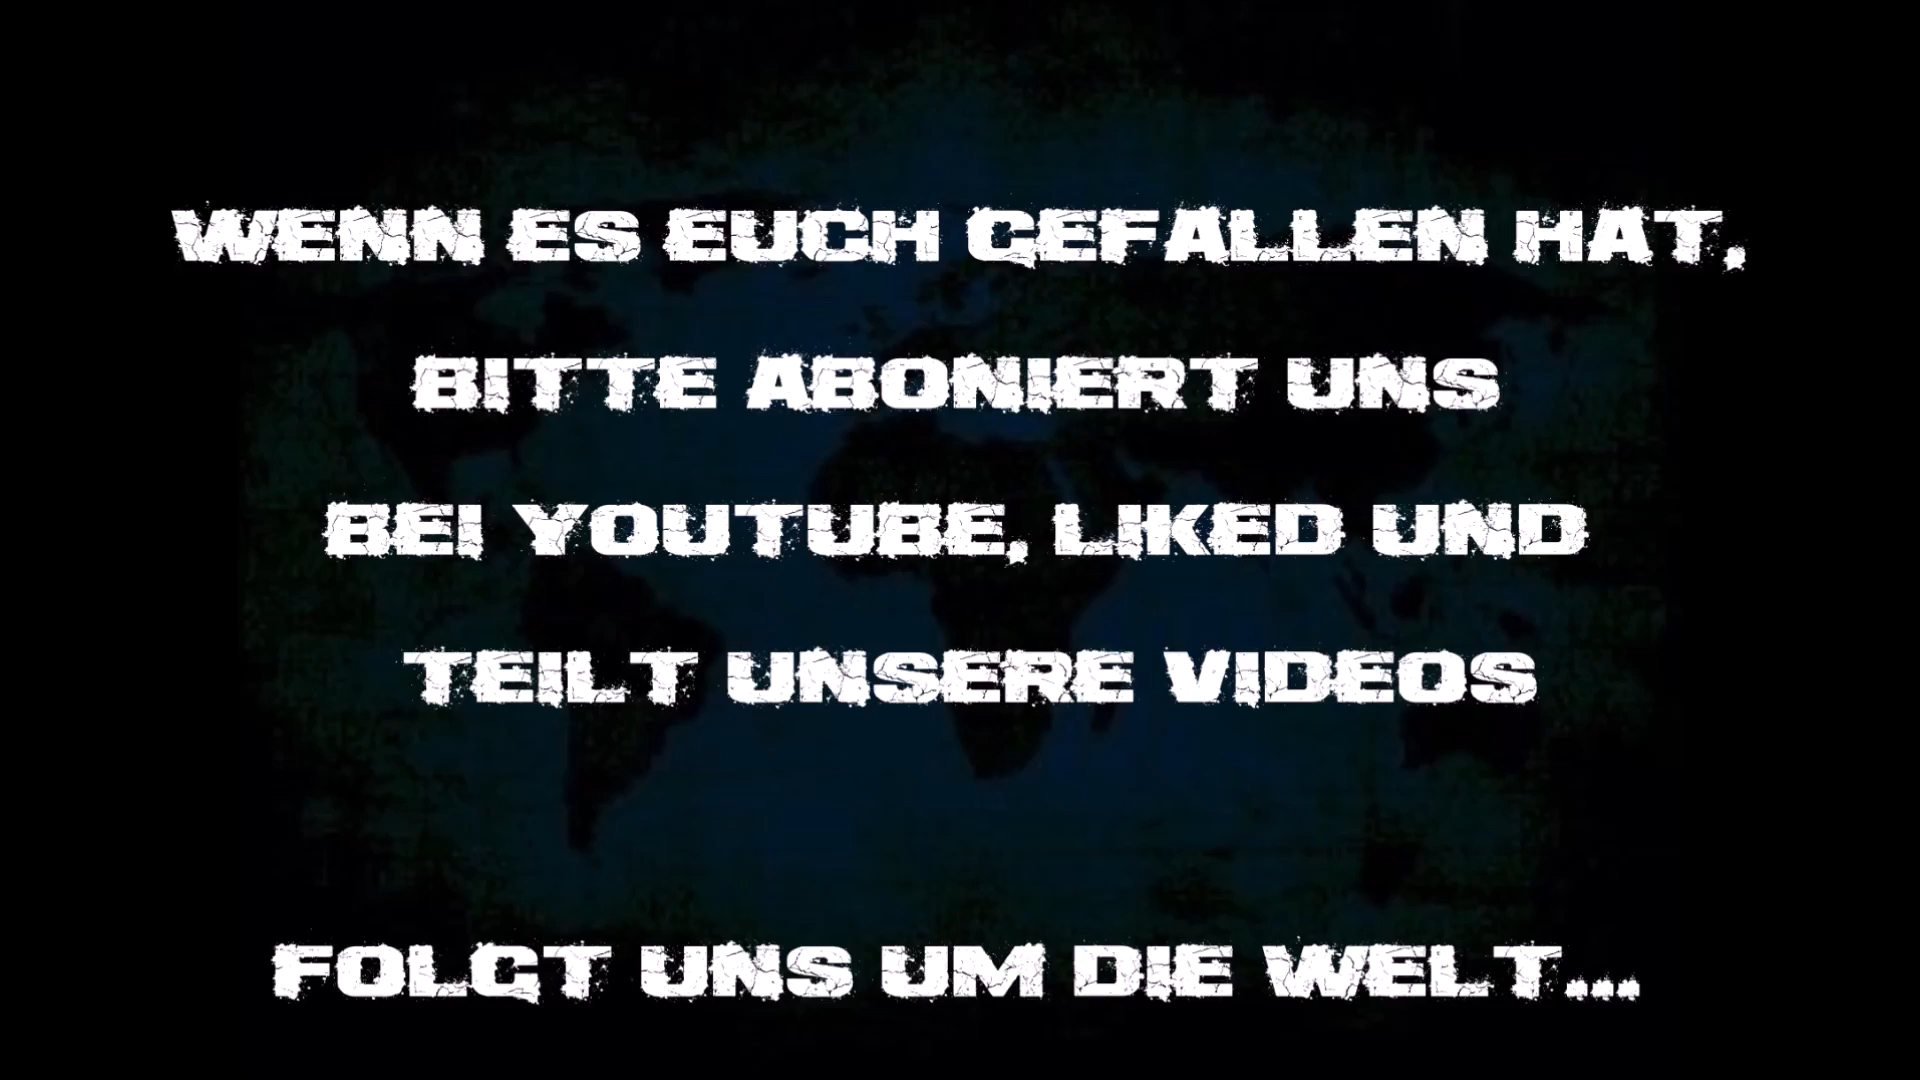 WENN ES EUCH GEFALLEN HAT,
BITTE ABONIERT UNS
BEI YOUTUBE, LIKED UND
TEILT UNSERE VIDEOS
FOLGT UNS UM DIE WELT...